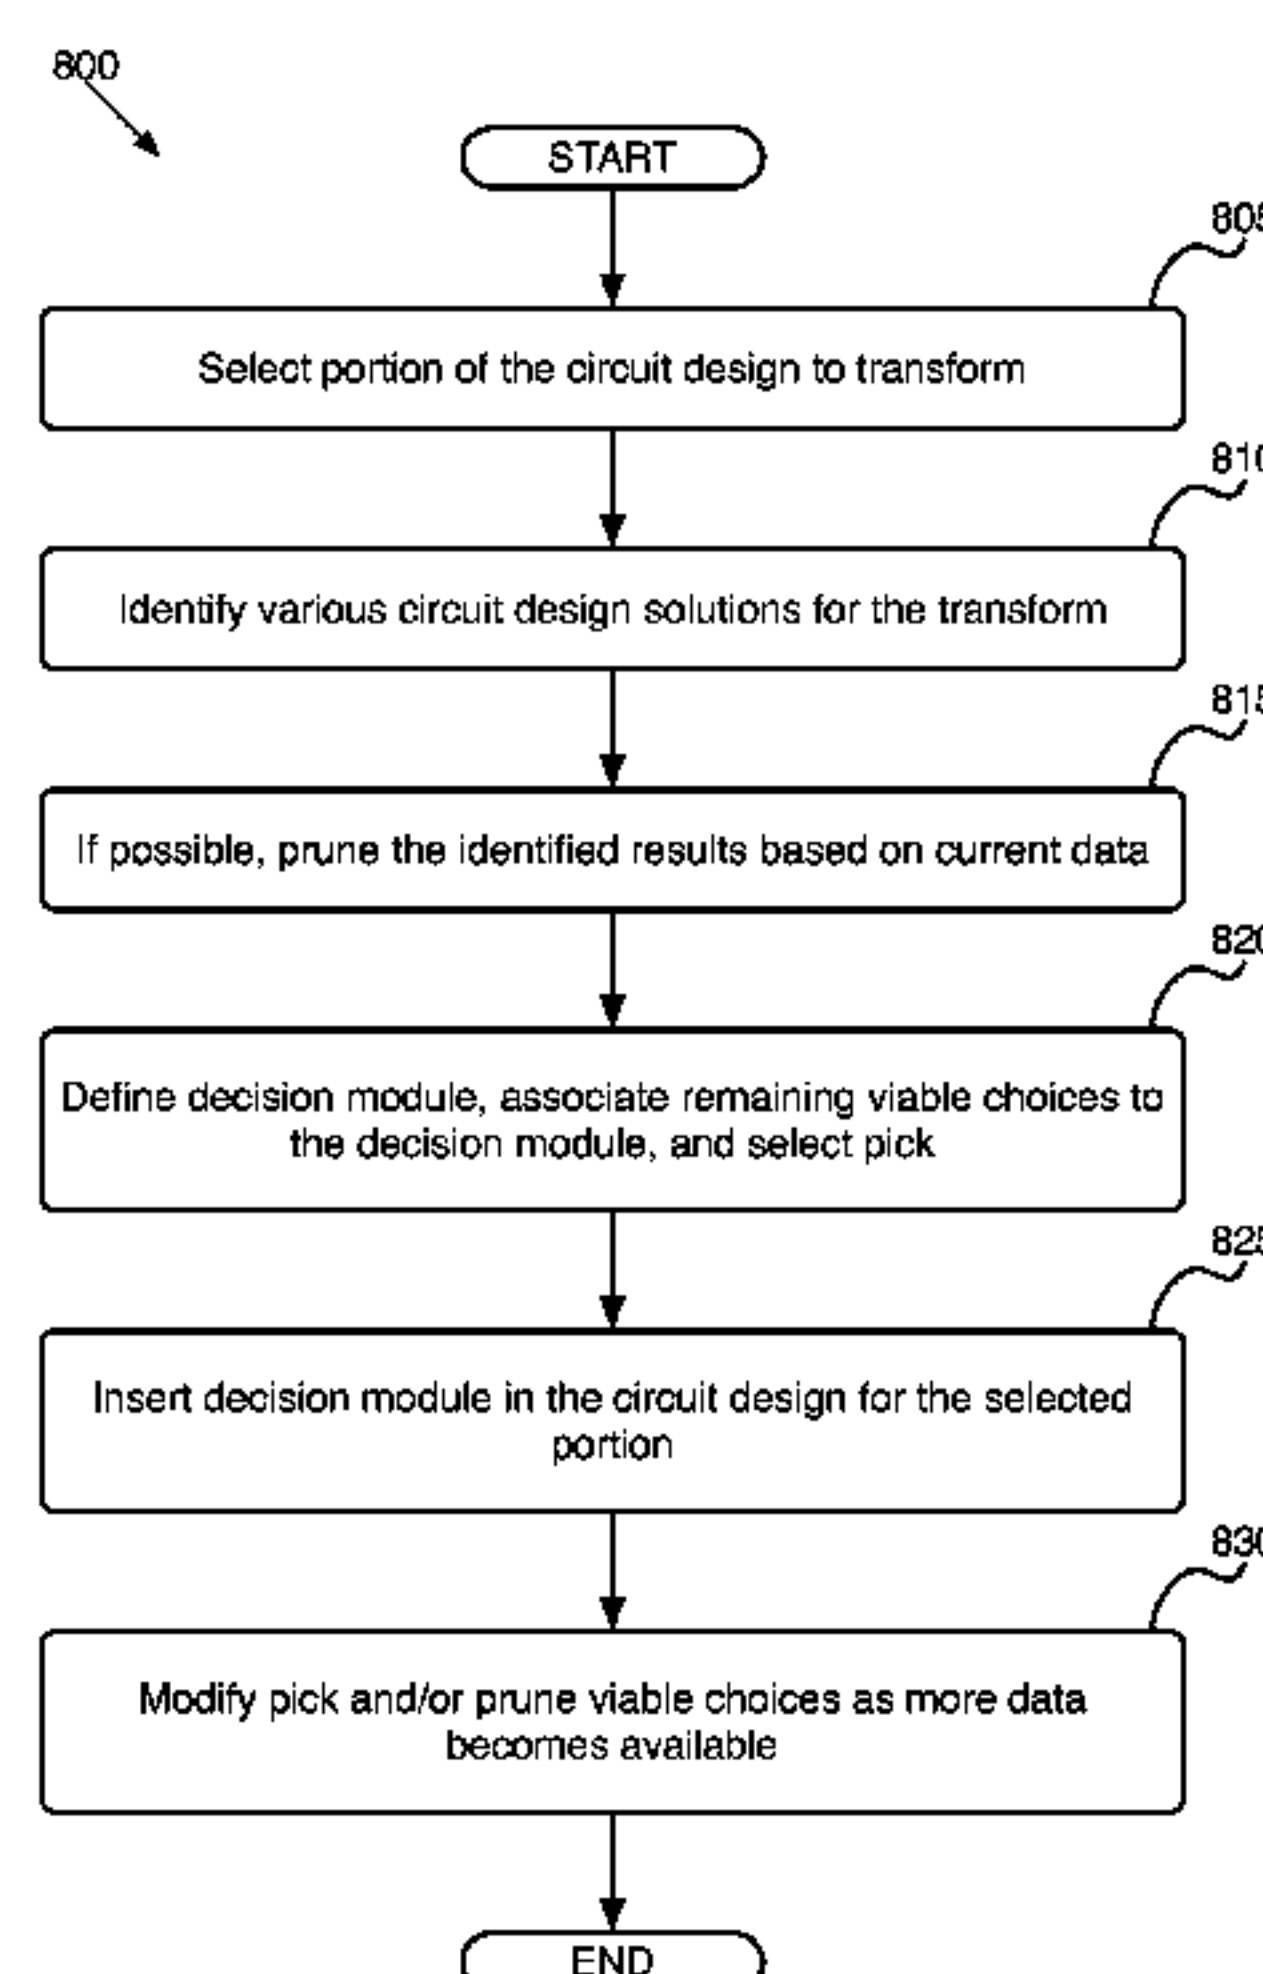 800
START
805
Select portion of the circuit design to transform
810
Identify various circuit design solutions for the transform
815
If possible, prune the identified results based on current data
820
Define decision module, associate remaining viable choices to
the decision module, and select pick
825
Insert decision module in the circuit design for the selected
portion
830
Modify pick and/or prune viable choices as more data
becomes available
END